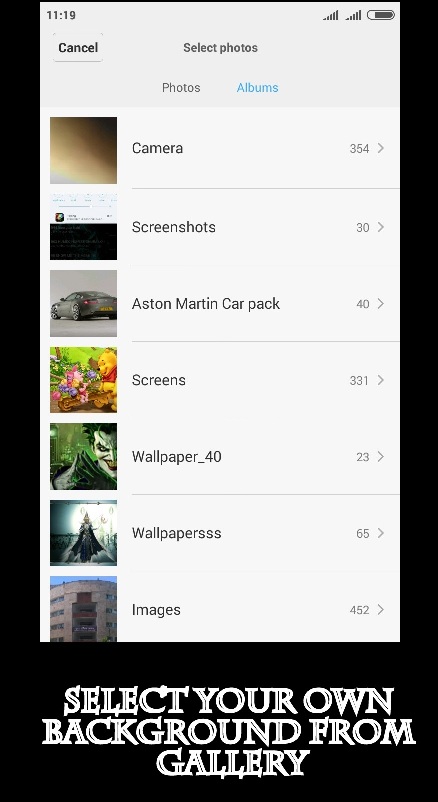 11:19
Cancel
Select photos
Photos
Albums
Camera 354
Screenshots 30
Aston Martin Car pack 40
Screens 331
Wallpaper_40 23
Wallpapersss 65
Images 452
SELECT YOUR OWN
BACKGROUND FROM
GALLERY